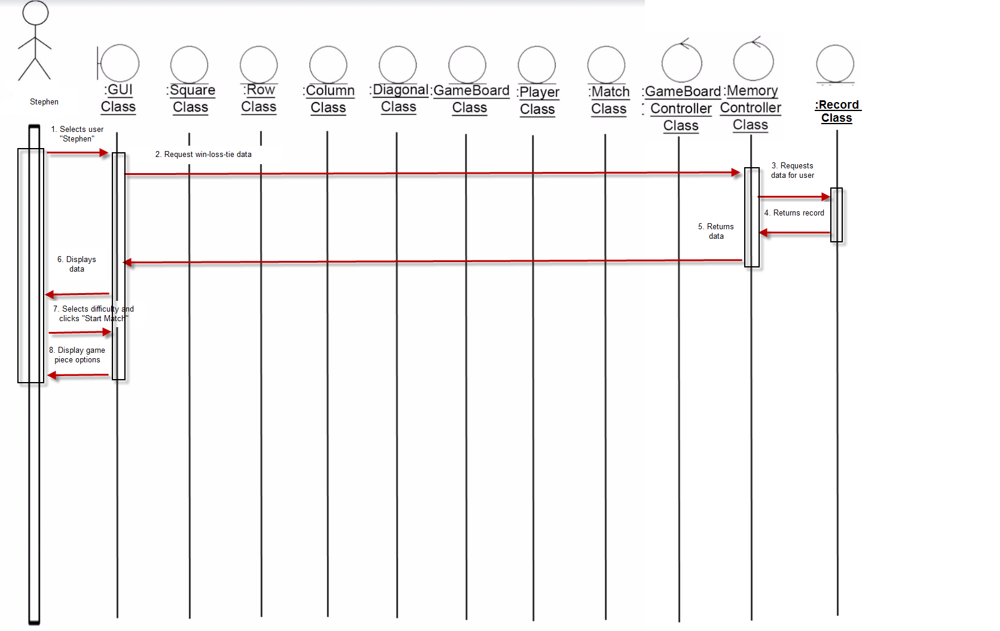 Stephen
:GUI
Class
:Square
Class
:Row
Class
:Column
Class
:Diagonal
Class
:GameBoard
Class
:Player
Class
:Match
Class
:GameBoard
Controller
Class
:Memory
Controller
Class
:Record
Class
1. Selects user
"Stephen"
2. Request win-loss-tie data
3. Requests
data for user
4. Returns record
5. Returns
data
6. Displays
data
7. Selects difficulty and
clicks "Start Match"
8. Display game
piece options